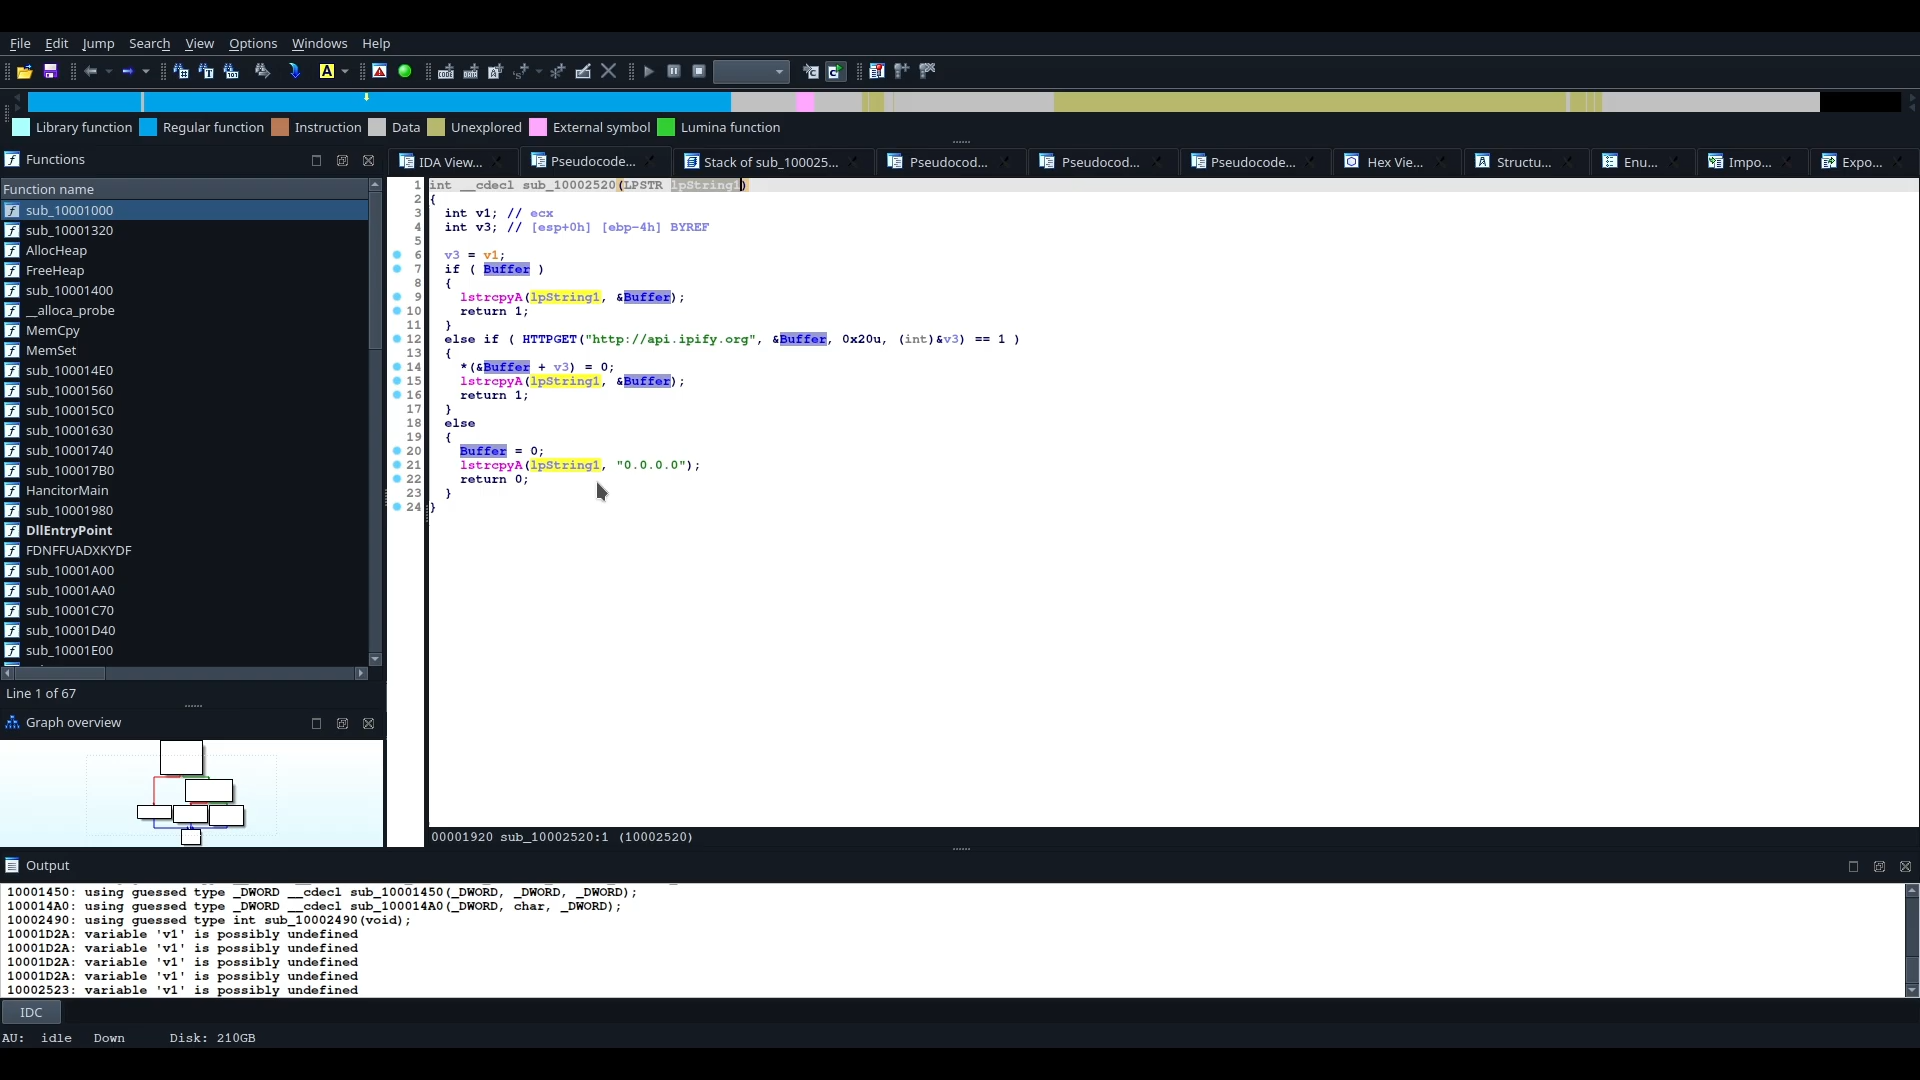 File Edit Jump Search View Options Windows Help
Library function Regular function Instruction Data Unexplored External symbol Lumina function
Functions
Function name
sub_10001000
sub_10001320
AllocHeap
FreeHeap
sub_10001400
__alloca_probe
MemCpy
MemSet
sub_100014E0
sub_10001560
sub_100015C0
sub_10001630
sub_10001740
sub_100017B0
HancitorMain
sub_10001980
DllEntryPoint
FDNFFUADXKYDF
sub_10001A00
sub_10001AA0
sub_10001C70
sub_10001D40
sub_10001E00
Line 1 of 67
Graph overview
IDA View... Pseudocode... Stack of sub_100025... Pseudocod... Pseudocod... Pseudocode... Hex Vie... Structu... Enu... Impo... Expo...
1 int __cdecl sub_10002520(LPSTR lpString1)
2 {
3 int v1; // ecx
4 int v3; // [esp+0h] [ebp-4h] BYREF
5
6 v3 = v1;
7 if ( Buffer )
8 {
9 lstrcpyA(lpString1, &Buffer);
10 return 1;
11 }
12 else if ( HTTPGET("http://api.ipify.org", &Buffer, 0x20u, (int)&v3) == 1 )
13 {
14 *(&Buffer + v3) = 0;
15 lstrcpyA(lpString1, &Buffer);
16 return 1;
17 }
18 else
19 {
20 Buffer = 0;
21 lstrcpyA(lpString1, "0.0.0.0");
22 return 0;
23 }
24 }
00001920 sub_10002520:1 (10002520)
Output
10001450: using guessed type _DWORD __cdecl sub_10001450(_DWORD, _DWORD, _DWORD);
100014A0: using guessed type _DWORD __cdecl sub_100014A0(_DWORD, char, _DWORD);
10002490: using guessed type int sub_10002490(void);
10001D2A: variable 'v1' is possibly undefined
10001D2A: variable 'v1' is possibly undefined
10001D2A: variable 'v1' is possibly undefined
10001D2A: variable 'v1' is possibly undefined
10002523: variable 'v1' is possibly undefined
IDC
AU: idle Down Disk: 210GB